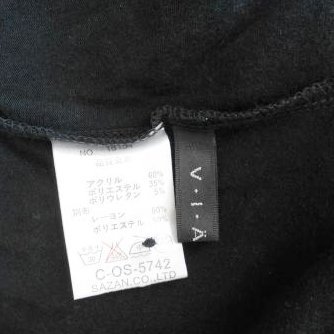 NO.
アクリル 60%
ポリエステル 35%
ポリウレタン 5%
別布
レーヨン
ポリエステル
C-OS-5742
SAZAN.CO.,LTD
V・I・A